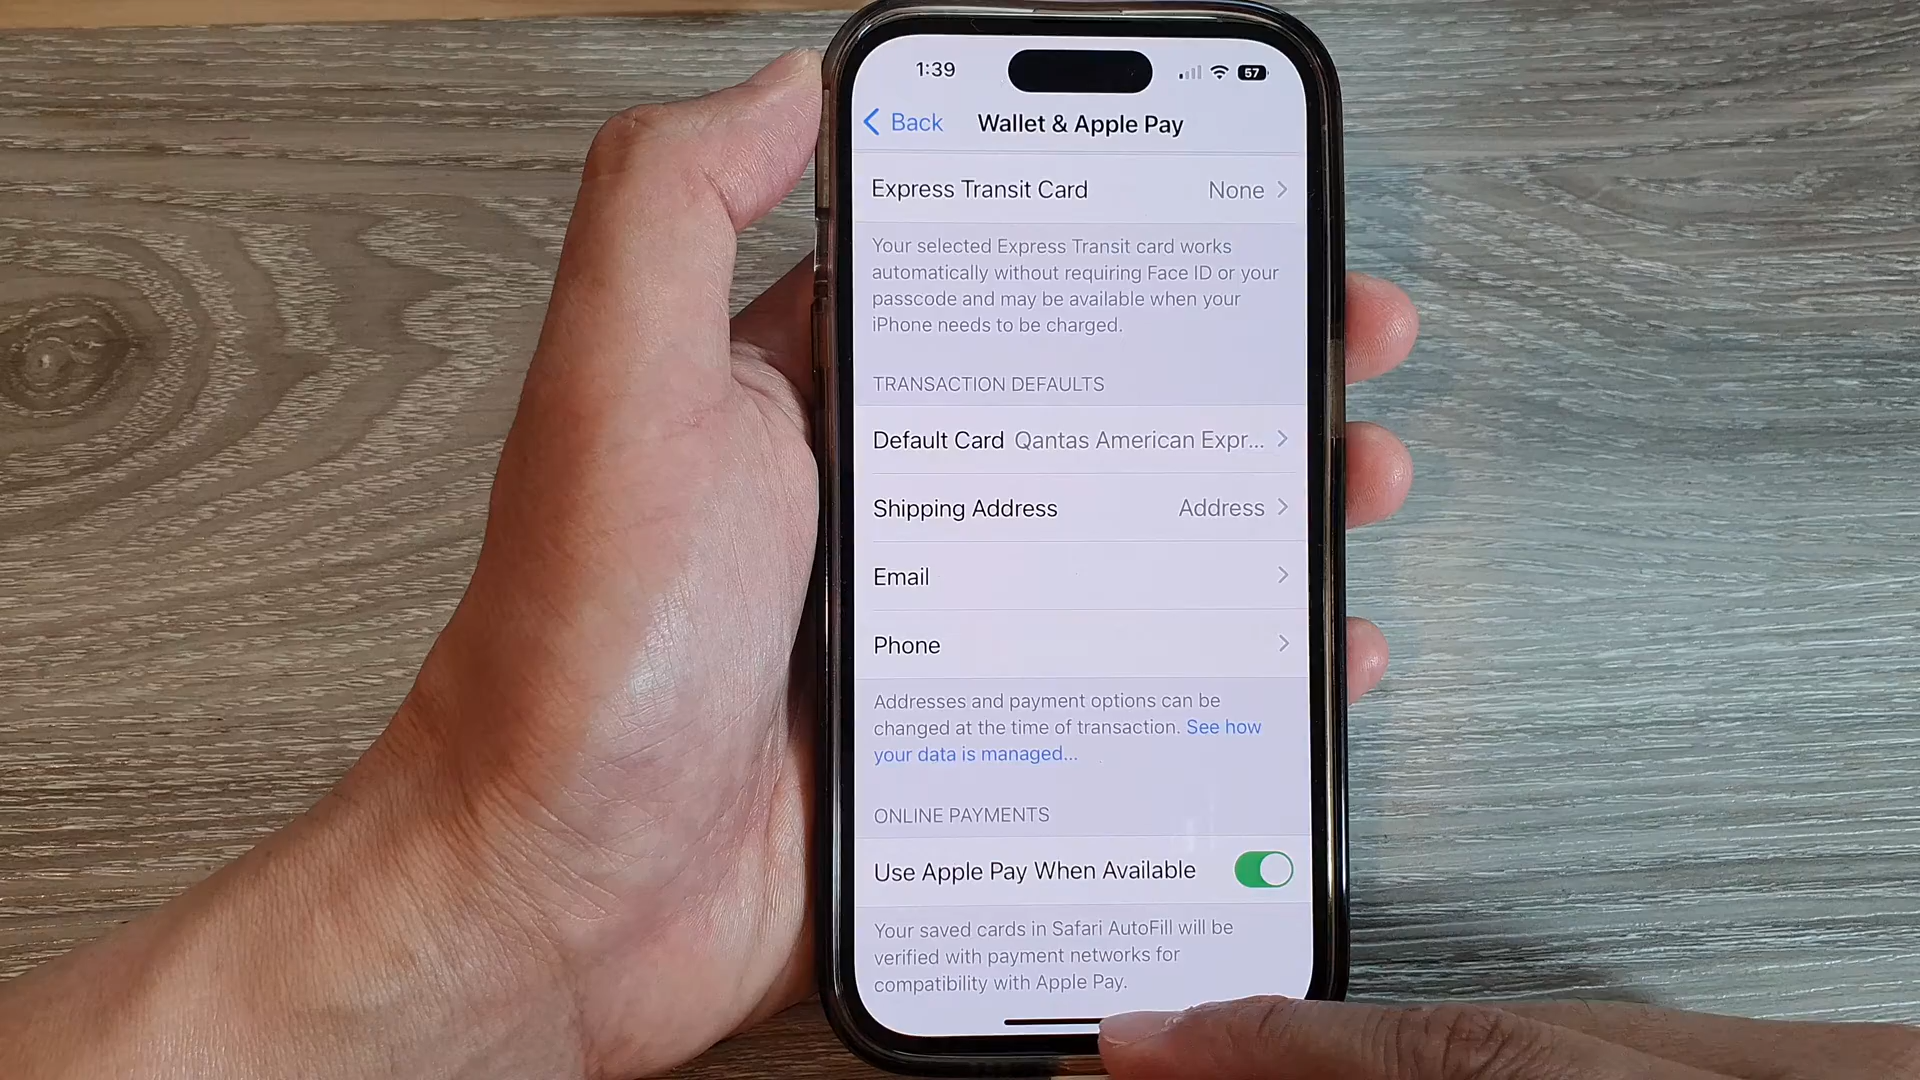 1:39
57
Back Wallet & Apple Pay
Express Transit Card None
Your selected Express Transit card works
automatically without requiring Face ID or your
passcode and may be available when your
iPhone needs to be charged.
TRANSACTION DEFAULTS
Default Card Qantas American Expr...
Shipping Address Address
Email
Phone
Addresses and payment options can be
changed at the time of transaction. See how
your data is managed...
ONLINE PAYMENTS
Use Apple Pay When Available
Your saved cards in Safari AutoFill will be
verified with payment networks for
compatibility with Apple Pay.